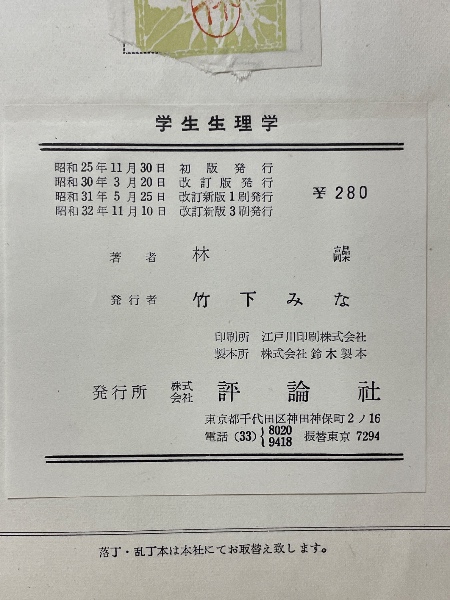 学生生理学
昭和25年11月30日 初版発行
昭和30年3月20日 改訂版発行
昭和31年5月25日 改訂新版1刷発行
昭和32年11月10日 改訂新版3刷発行
¥280
著者 林 髞
発行者 竹下みな
印刷所 江戸川印刷株式会社
製本所 株式会社鈴木製本
発行所 株式会社 評論社
東京都千代田区神田神保町2ノ16
電話(33){8020 9418 振替東京7294
落丁・乱丁本は本社にてお取替え致します。